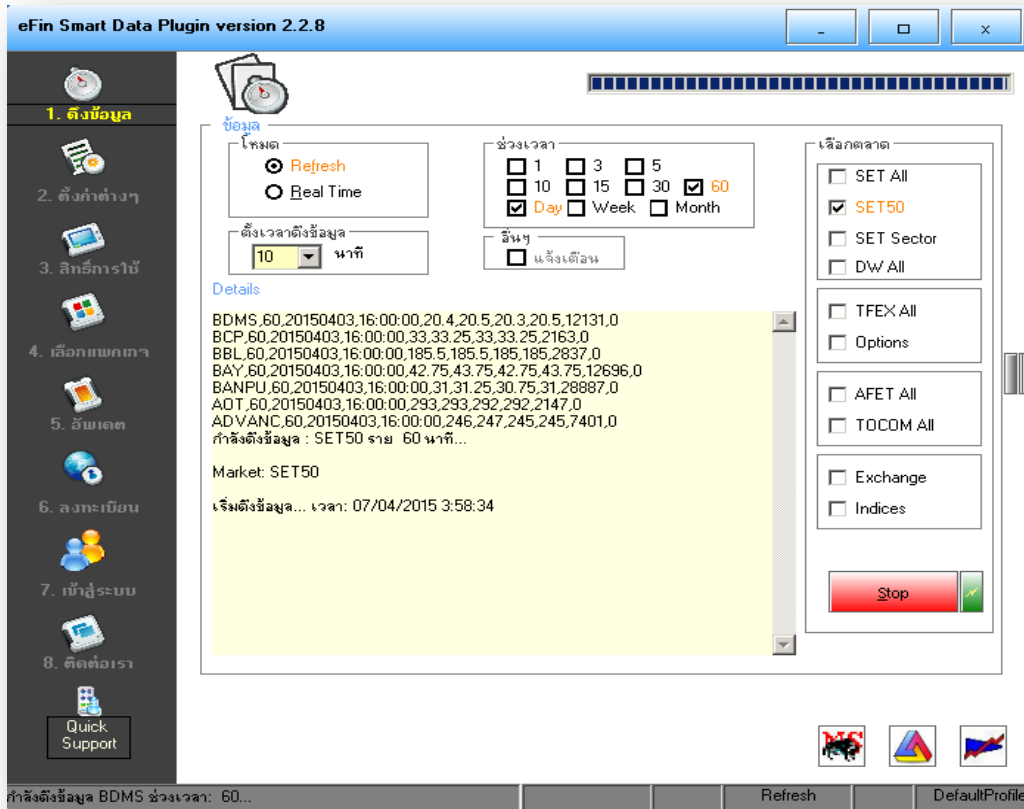 eFin Smart Data Plugin version 2.2.8
1. ดึงข้อมูล
2. ตั้งค่าต่างๆ
3. สิทธิ์การใช้
4. เลือกแพคเกจ
5. อัพเดต
6. ลงทะเบียน
7. เข้าสู่ระบบ
8. ติดต่อเรา
Quick
Support
ข้อมูล
โหมด
Refresh
Real Time
ตั้งเวลาดึงข้อมูล
10 นาที
ช่วงเวลา
1 3 5
10 15 30 60
Day Week Month
อื่นๆ
แจ้งเตือน
เลือกตลาด
SET All
SET50
SET Sector
DW All
TFEX All
Options
AFET All
TOCOM All
Exchange
Indices
Stop
Details
BDMS,60,20150403,16:00:00,20.4,20.5,20.3,20.5,12131,0
BCP,60,20150403,16:00:00,33,33.25,33,33.25,2163,0
BBL,60,20150403,16:00:00,185.5,185.5,185,185,2837,0
BAY,60,20150403,16:00:00,42.75,43.75,42.75,43.75,12696,0
BANPU,60,20150403,16:00:00,31,31.25,30.75,31,28887,0
AOT,60,20150403,16:00:00,293,293,292,292,2147,0
ADVANC,60,20150403,16:00:00,246,247,245,245,7401,0
กำลังดึงข้อมูล : SET50 ราย 60 นาที...
Market: SET50
เริ่มดึงข้อมูล... เวลา: 07/04/2015 3:58:34
MS
กำลังดึงข้อมูล BDMS ช่วงเวลา: 60...
Refresh
DefaultProfile